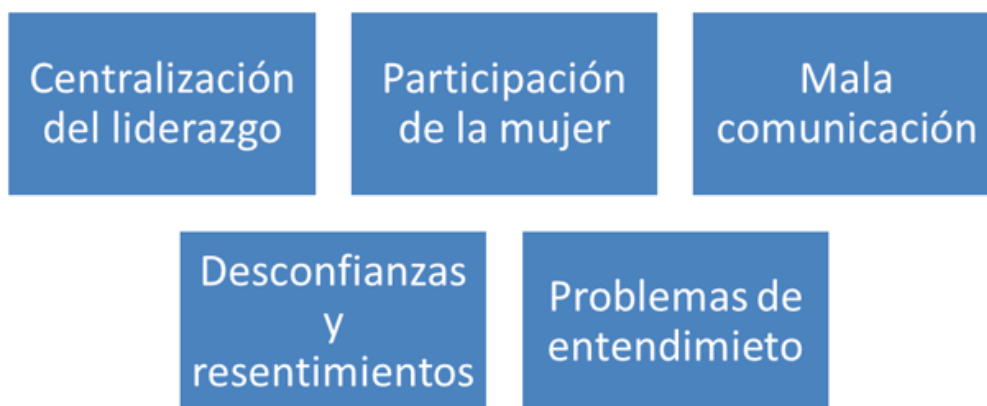 Centralización
del liderazgo
Participación
de la mujer
Mala
comunicación
Desconfianzas
y
resentimientos
Problemas de
entendimieto